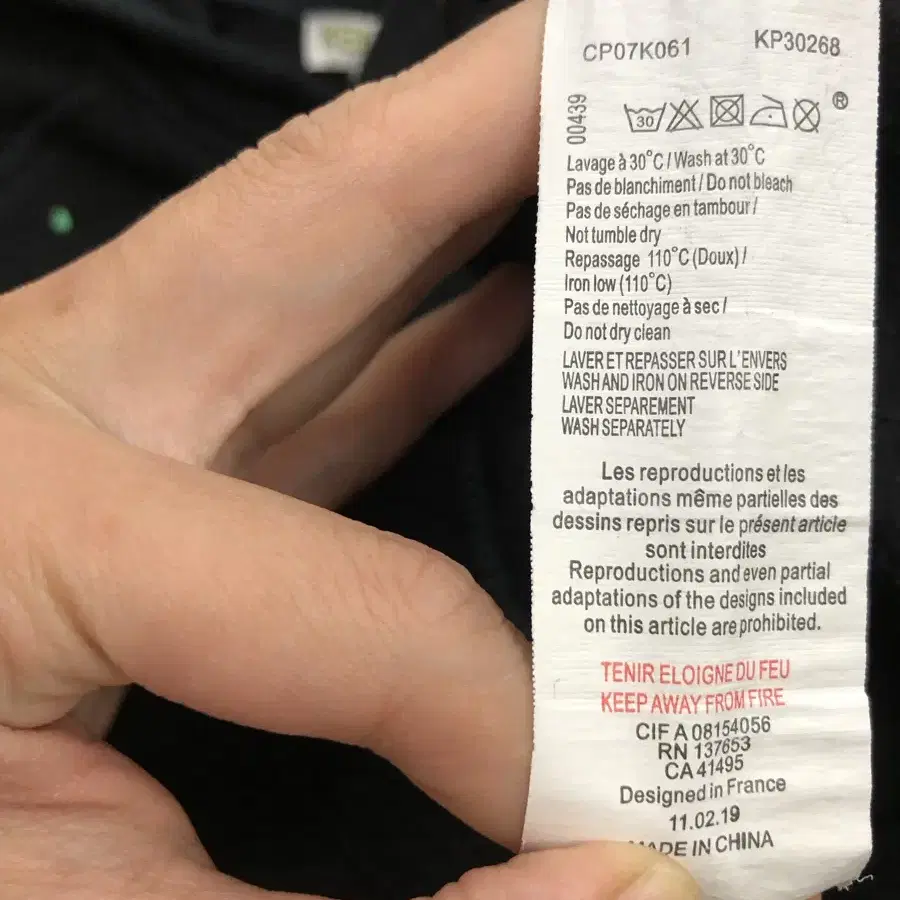 CP07K061 KP30268
00439
30 ®
Lavage à 30°C / Wash at 30°C
Pas de blanchiment / Do not bleach
Pas de séchage en tambour /
Not tumble dry
Repassage 110°C (Doux) /
Iron low (110°C)
Pas de nettoyage à sec /
Do not dry clean
LAVER ET REPASSER SUR L'ENVERS
WASH AND IRON ON REVERSE SIDE
LAVER SEPAREMENT
WASH SEPARATELY
Les reproductions et les
adaptations même partielles des
dessins repris sur le présent article
sont interdites
Reproductions and even partial
adaptations of the designs included
on this article are prohibited.
TENIR ELOIGNE DU FEU
KEEP AWAY FROM FIRE
CIF A 08154056
RN 137653
CA 41495
Designed in France
11.02.19
MADE IN CHINA